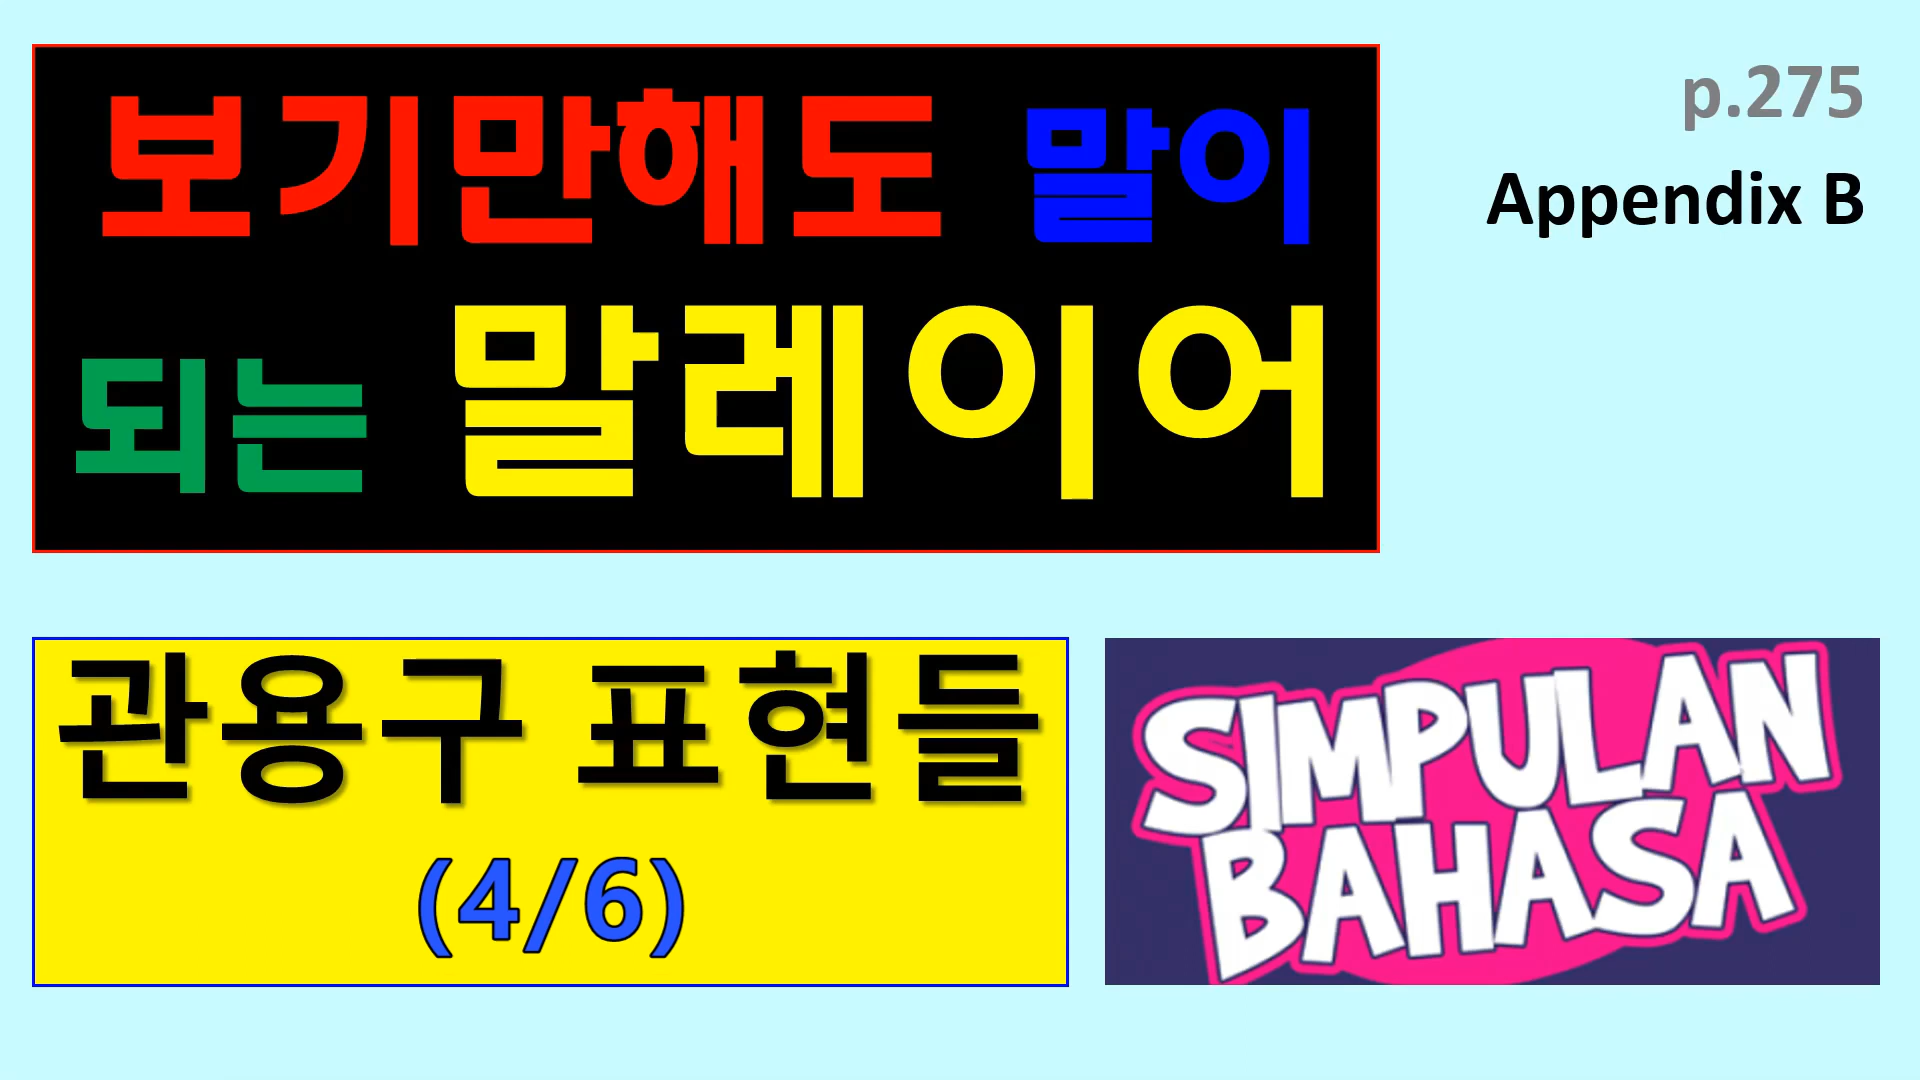 보기만해도 말이
되는 말레이어
p.275
Appendix B
관용구 표현들
(4/6)
SIMPULAN
BAHASA